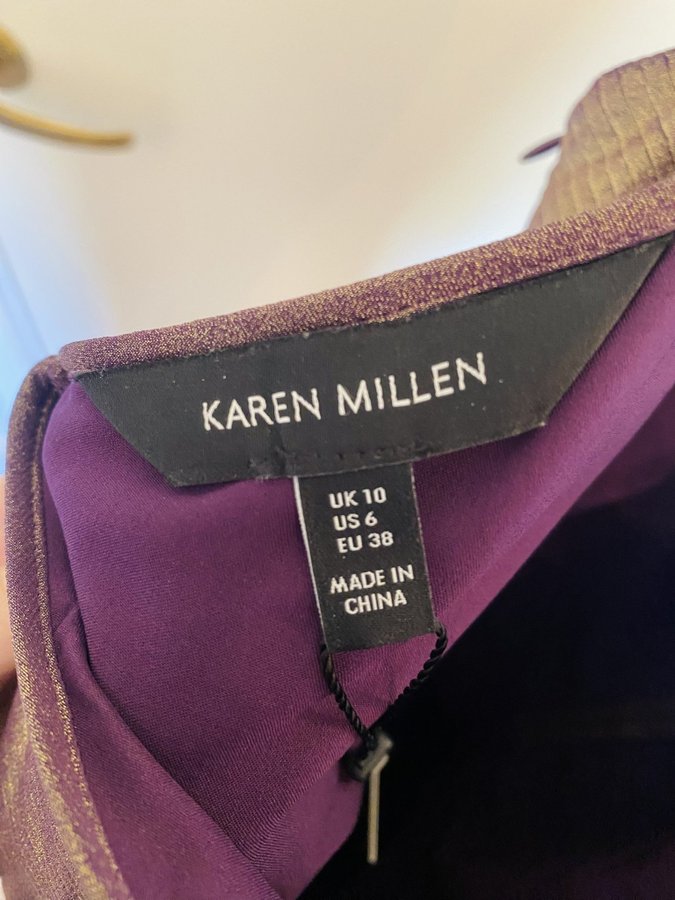 KAREN MILLEN
UK 10
US 6
EU 38
MADE IN
CHINA